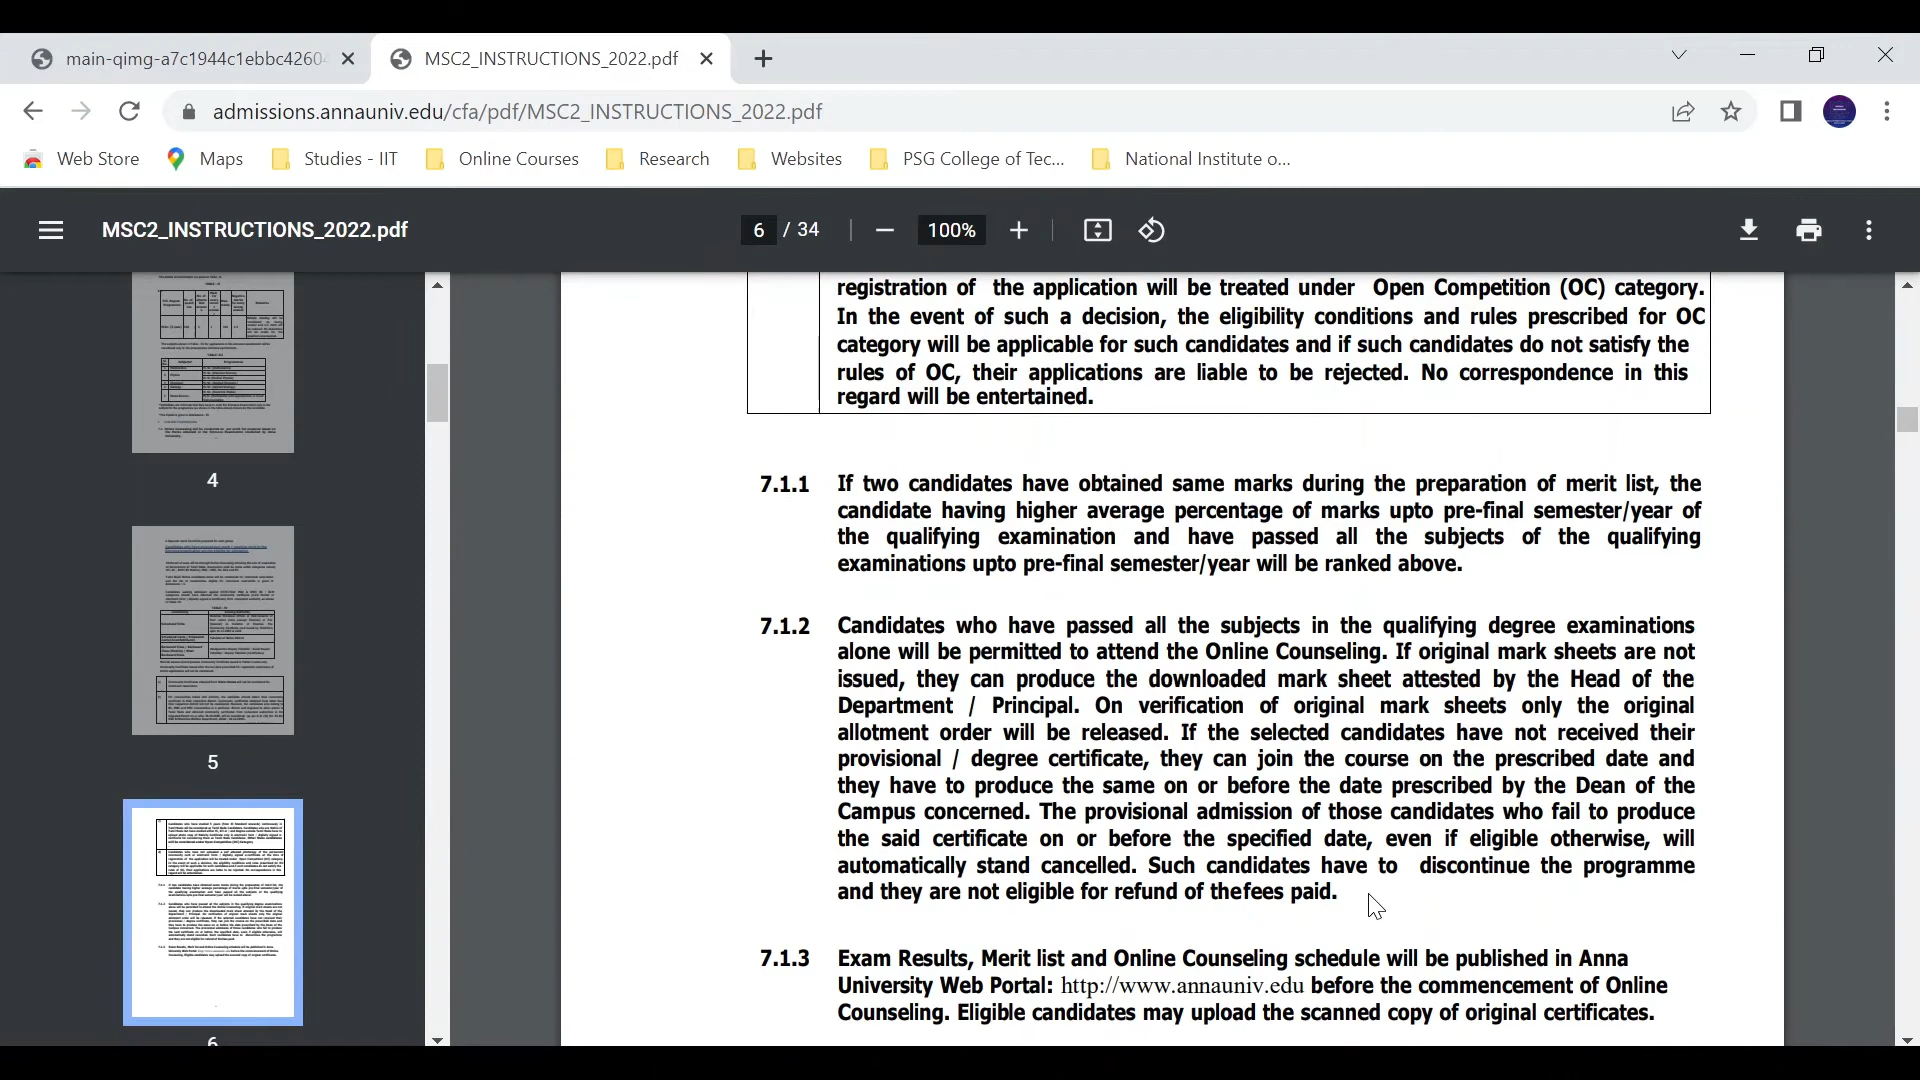 main-qimg-a7c1944c1ebbc4260
MSC2_INSTRUCTIONS_2022.pdf
admissions.annauniv.edu/cfa/pdf/MSC2_INSTRUCTIONS_2022.pdf
Web Store
Maps
Studies - IIT
Online Courses
Research
Websites
PSG College of Tec...
National Institute o...
MSC2_INSTRUCTIONS_2022.pdf
6 / 34
100%
4
5
6
registration of the application will be treated under Open Competition (OC) category.
In the event of such a decision, the eligibility conditions and rules prescribed for OC
category will be applicable for such candidates and if such candidates do not satisfy the
rules of OC, their applications are liable to be rejected. No correspondence in this
regard will be entertained.
7.1.1 If two candidates have obtained same marks during the preparation of merit list, the
candidate having higher average percentage of marks upto pre-final semester/year of
the qualifying examination and have passed all the subjects of the qualifying
examinations upto pre-final semester/year will be ranked above.
7.1.2 Candidates who have passed all the subjects in the qualifying degree examinations
alone will be permitted to attend the Online Counseling. If original mark sheets are not
issued, they can produce the downloaded mark sheet attested by the Head of the
Department / Principal. On verification of original mark sheets only the original
allotment order will be released. If the selected candidates have not received their
provisional / degree certificate, they can join the course on the prescribed date and
they have to produce the same on or before the date prescribed by the Dean of the
Campus concerned. The provisional admission of those candidates who fail to produce
the said certificate on or before the specified date, even if eligible otherwise, will
automatically stand cancelled. Such candidates have to discontinue the programme
and they are not eligible for refund of thefees paid.
7.1.3 Exam Results, Merit list and Online Counseling schedule will be published in Anna
University Web Portal: http://www.annauniv.edu before the commencement of Online
Counseling. Eligible candidates may upload the scanned copy of original certificates.